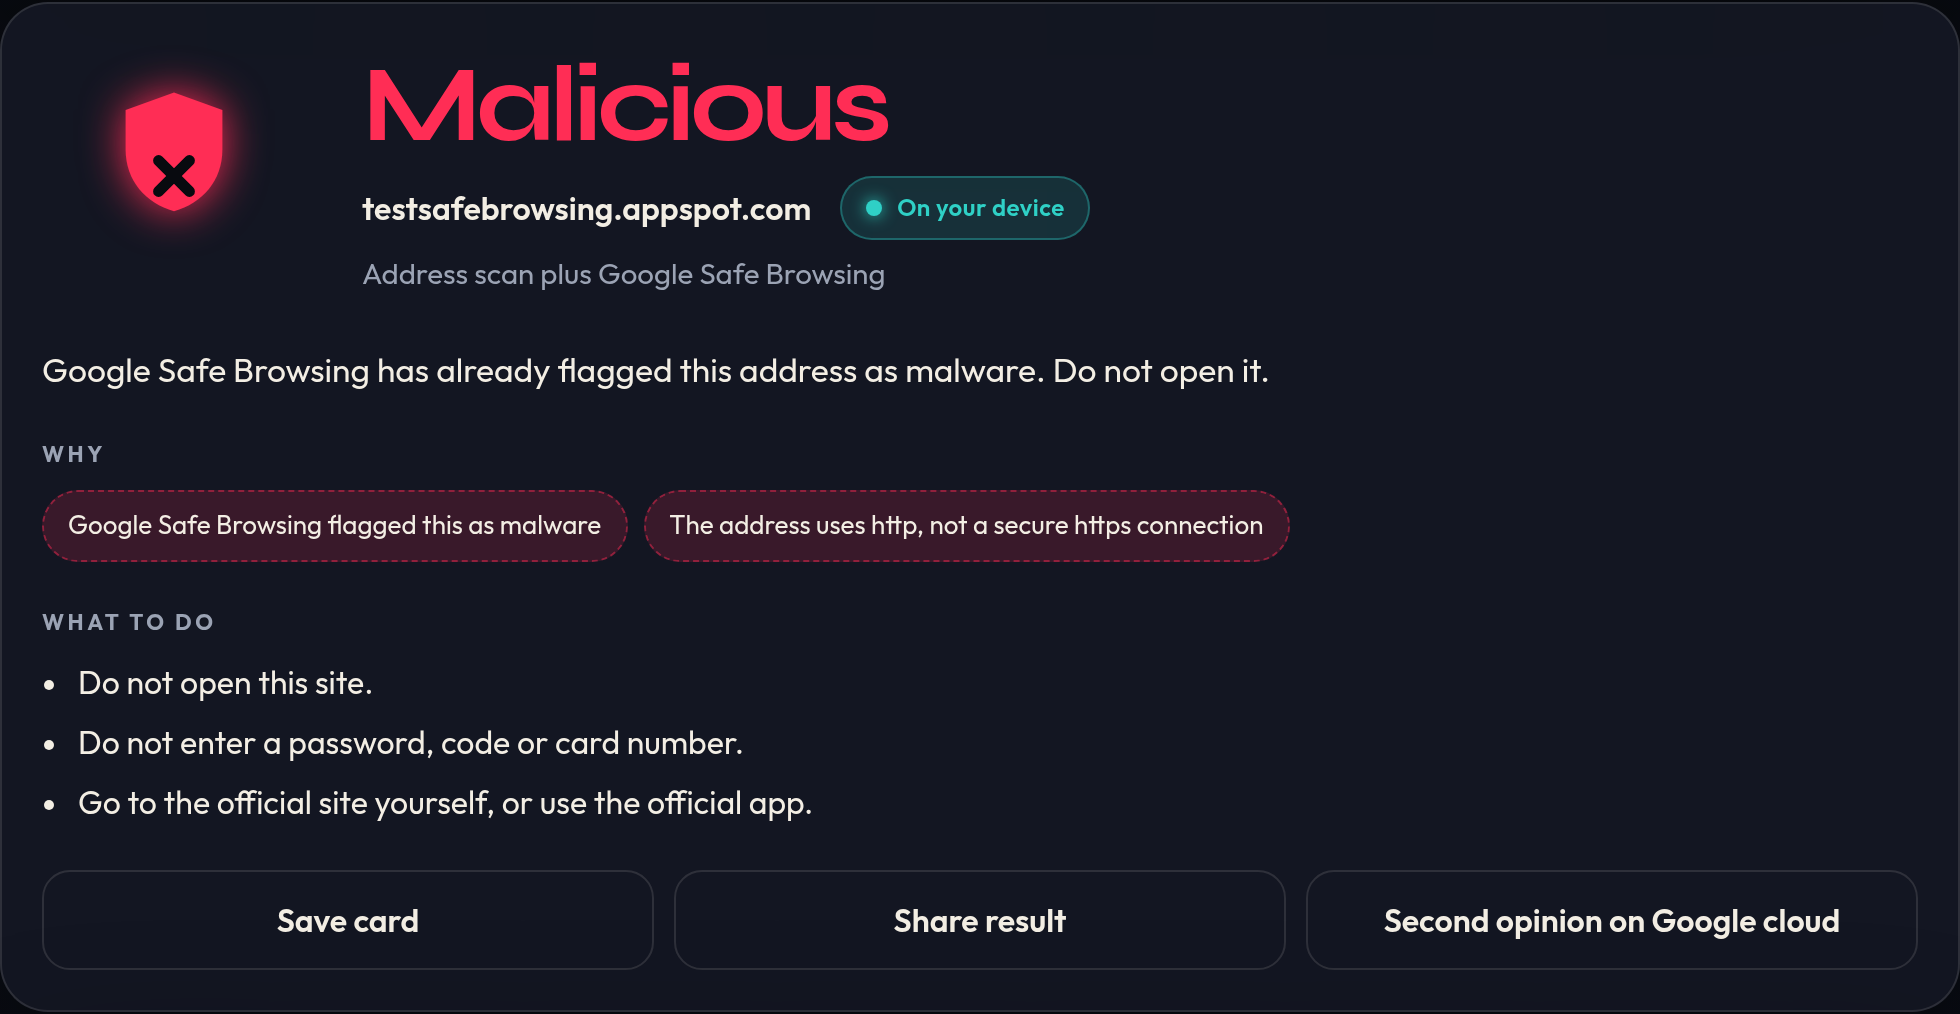 Malicious
testsafebrowsing.appspot.com
On your device
Address scan plus Google Safe Browsing
Google Safe Browsing has already flagged this address as malware. Do not open it.
WHY
Google Safe Browsing flagged this as malware
The address uses http, not a secure https connection
WHAT TO DO
• Do not open this site.
• Do not enter a password, code or card number.
• Go to the official site yourself, or use the official app.
Save card
Share result
Second opinion on Google cloud